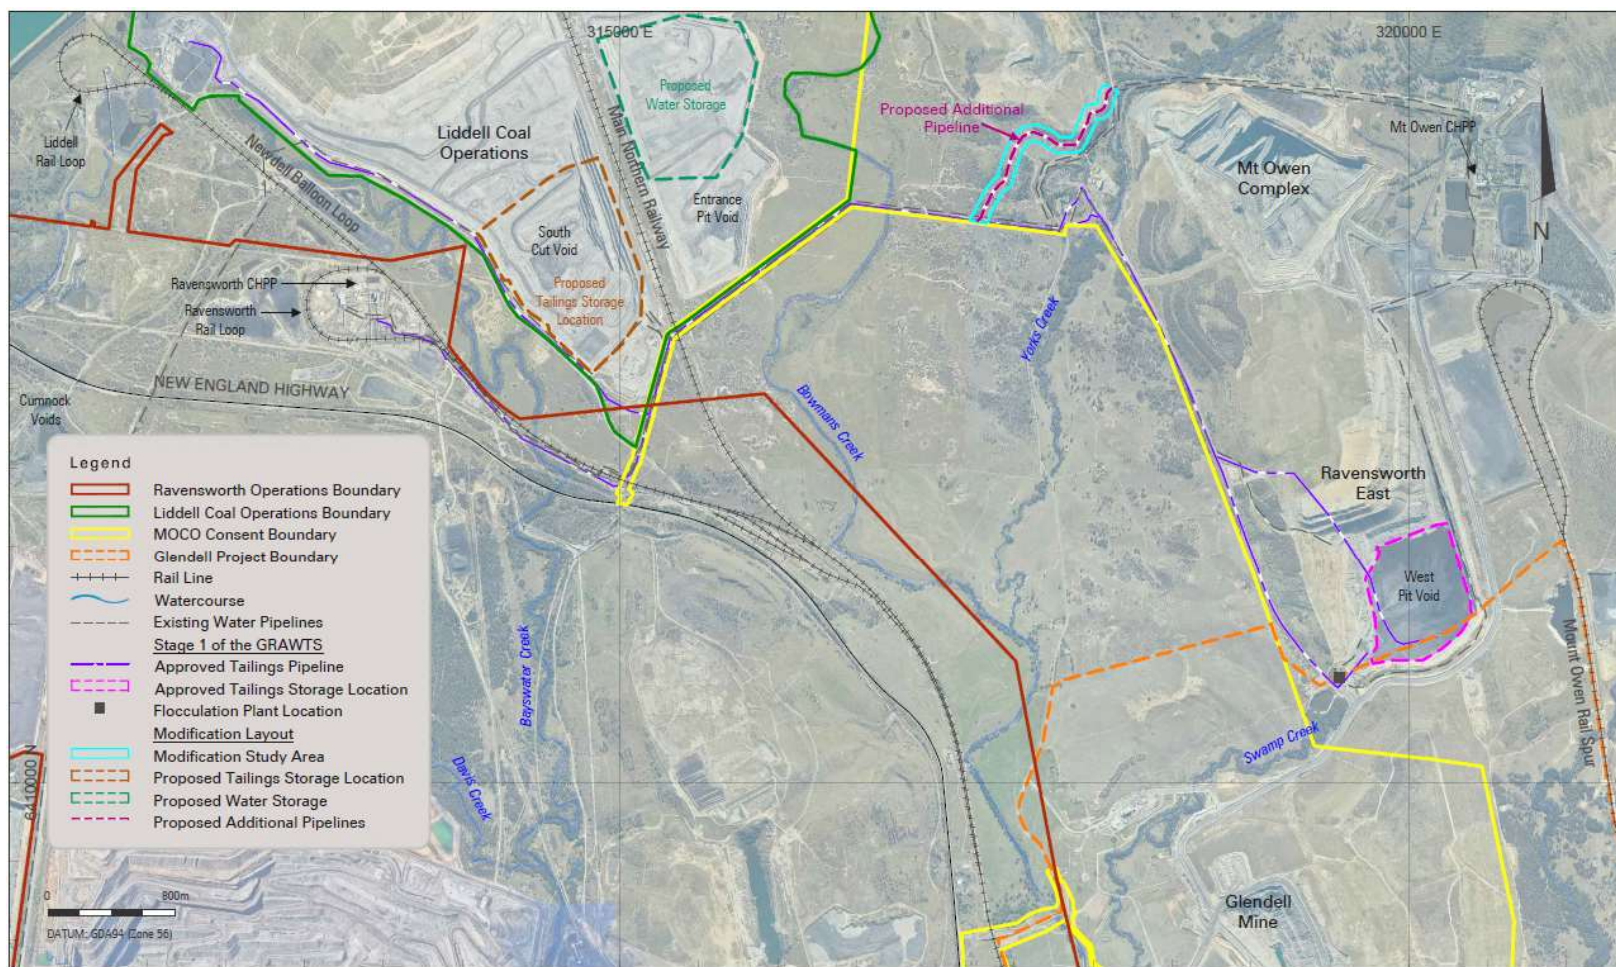 315000 E
320000 E
Proposed
Water Storage
Proposed Additional
Pipeline
Mt Owen CHPP
Liddell
Rail Loop
Liddell Coal
Operations
Main Northern Railway
Newdell Balloon Loop
Mt Owen
Complex
Entrance
Pit Void
South
Cut Void
N
Ravensworth CHPP
Proposed
Tailings Storage
Location
Ravensworth
Rail Loop
Yorks Creek
NEW ENGLAND HIGHWAY
Cumnock
Voids
Bowmans Creek
Ravensworth
East
West
Pit Void
Mount Owen Rail Spur
Bayswater Creek
Swamp Creek
Davis Creek
6410000 N
Glendell
Mine
Legend
Ravensworth Operations Boundary
Liddell Coal Operations Boundary
MOCO Consent Boundary
Glendell Project Boundary
Rail Line
Watercourse
Existing Water Pipelines
Stage 1 of the GRAWTS
Approved Tailings Pipeline
Approved Tailings Storage Location
Flocculation Plant Location
Modification Layout
Modification Study Area
Proposed Tailings Storage Location
Proposed Water Storage
Proposed Additional Pipelines
0 800m
DATUM: GDA94 (Zone 56)